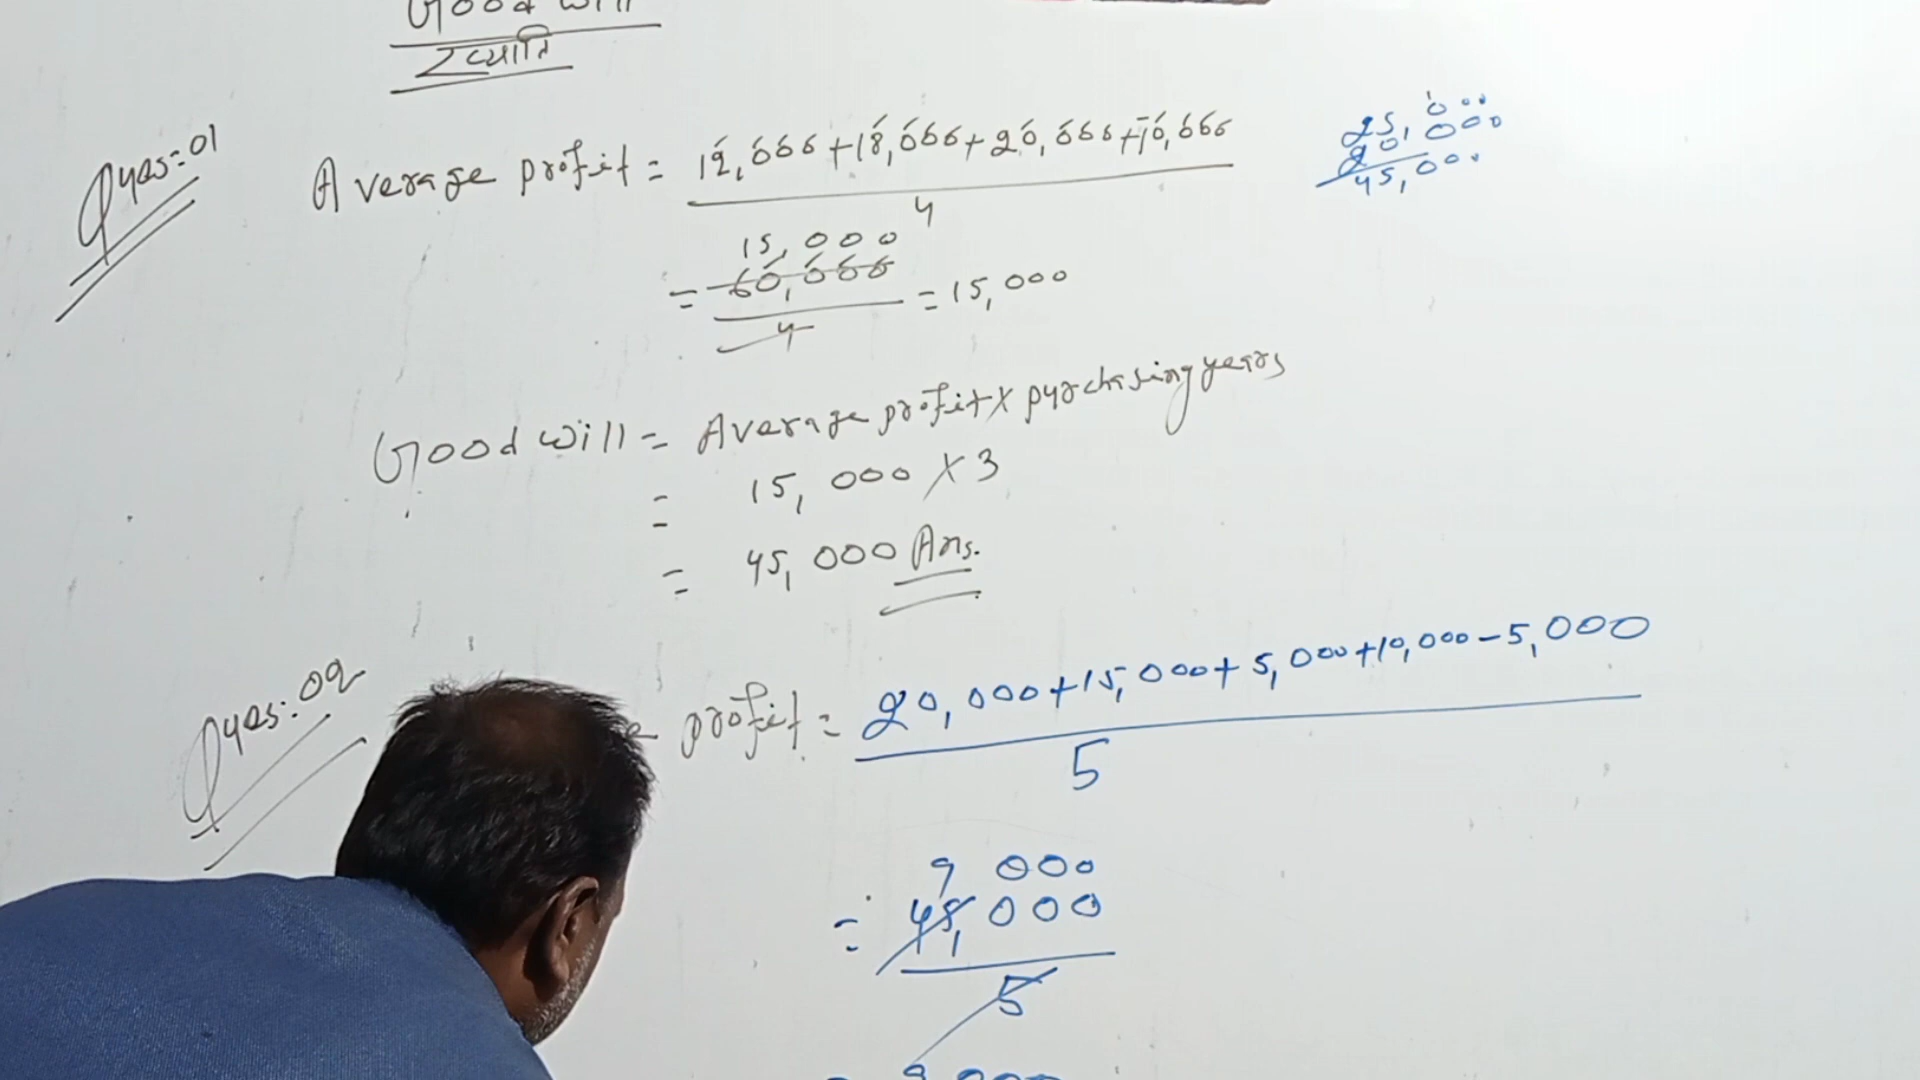 Good will
ख्याति
Ques:01
Average profit = 12,000+18,000+20,000+10,000
4
25,000
20,000
45,000
15,000
= 60,000 = 15,000
4
Good will = Average profit X purchasing years
= 15,000 X 3
= 45,000 Ans.
Ques:02
profit = 20,000+15,000+5,000+10,000-5,000
5
9 000
= 45,000
5